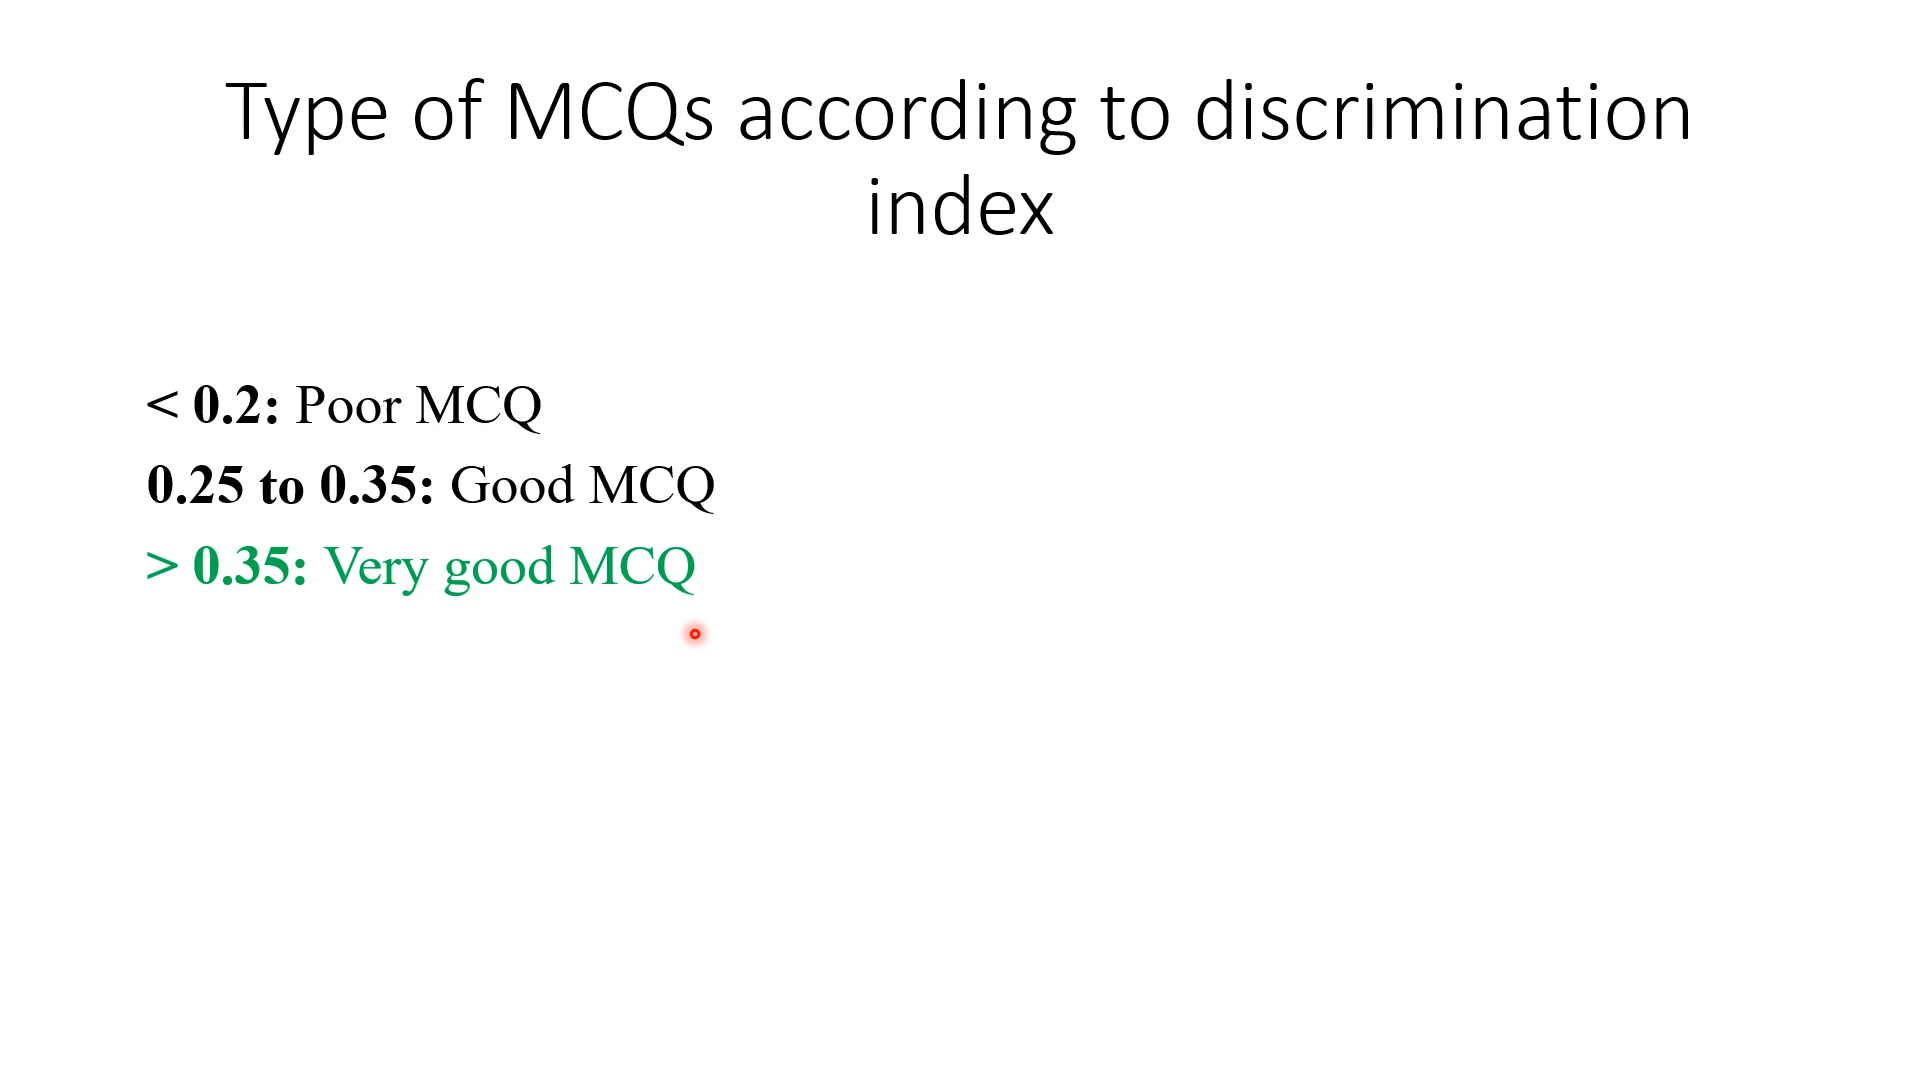 Type of MCQs according to discrimination
index
< 0.2: Poor MCQ
0.25 to 0.35: Good MCQ
> 0.35: Very good MCQ